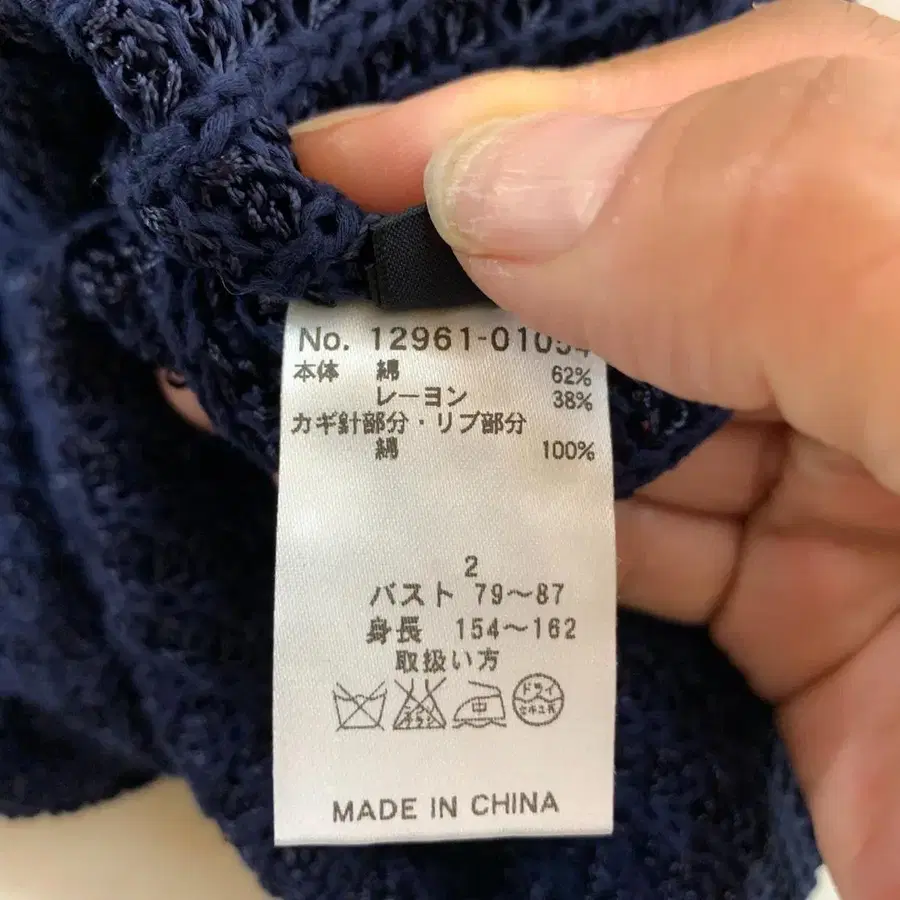 No. 12961-01054
本体 綿 62%
レーヨン 38%
カギ針部分・リブ部分
綿 100%
2
バスト 79～87
身長 154～162
取扱い方
中 ドライ
MADE IN CHINA